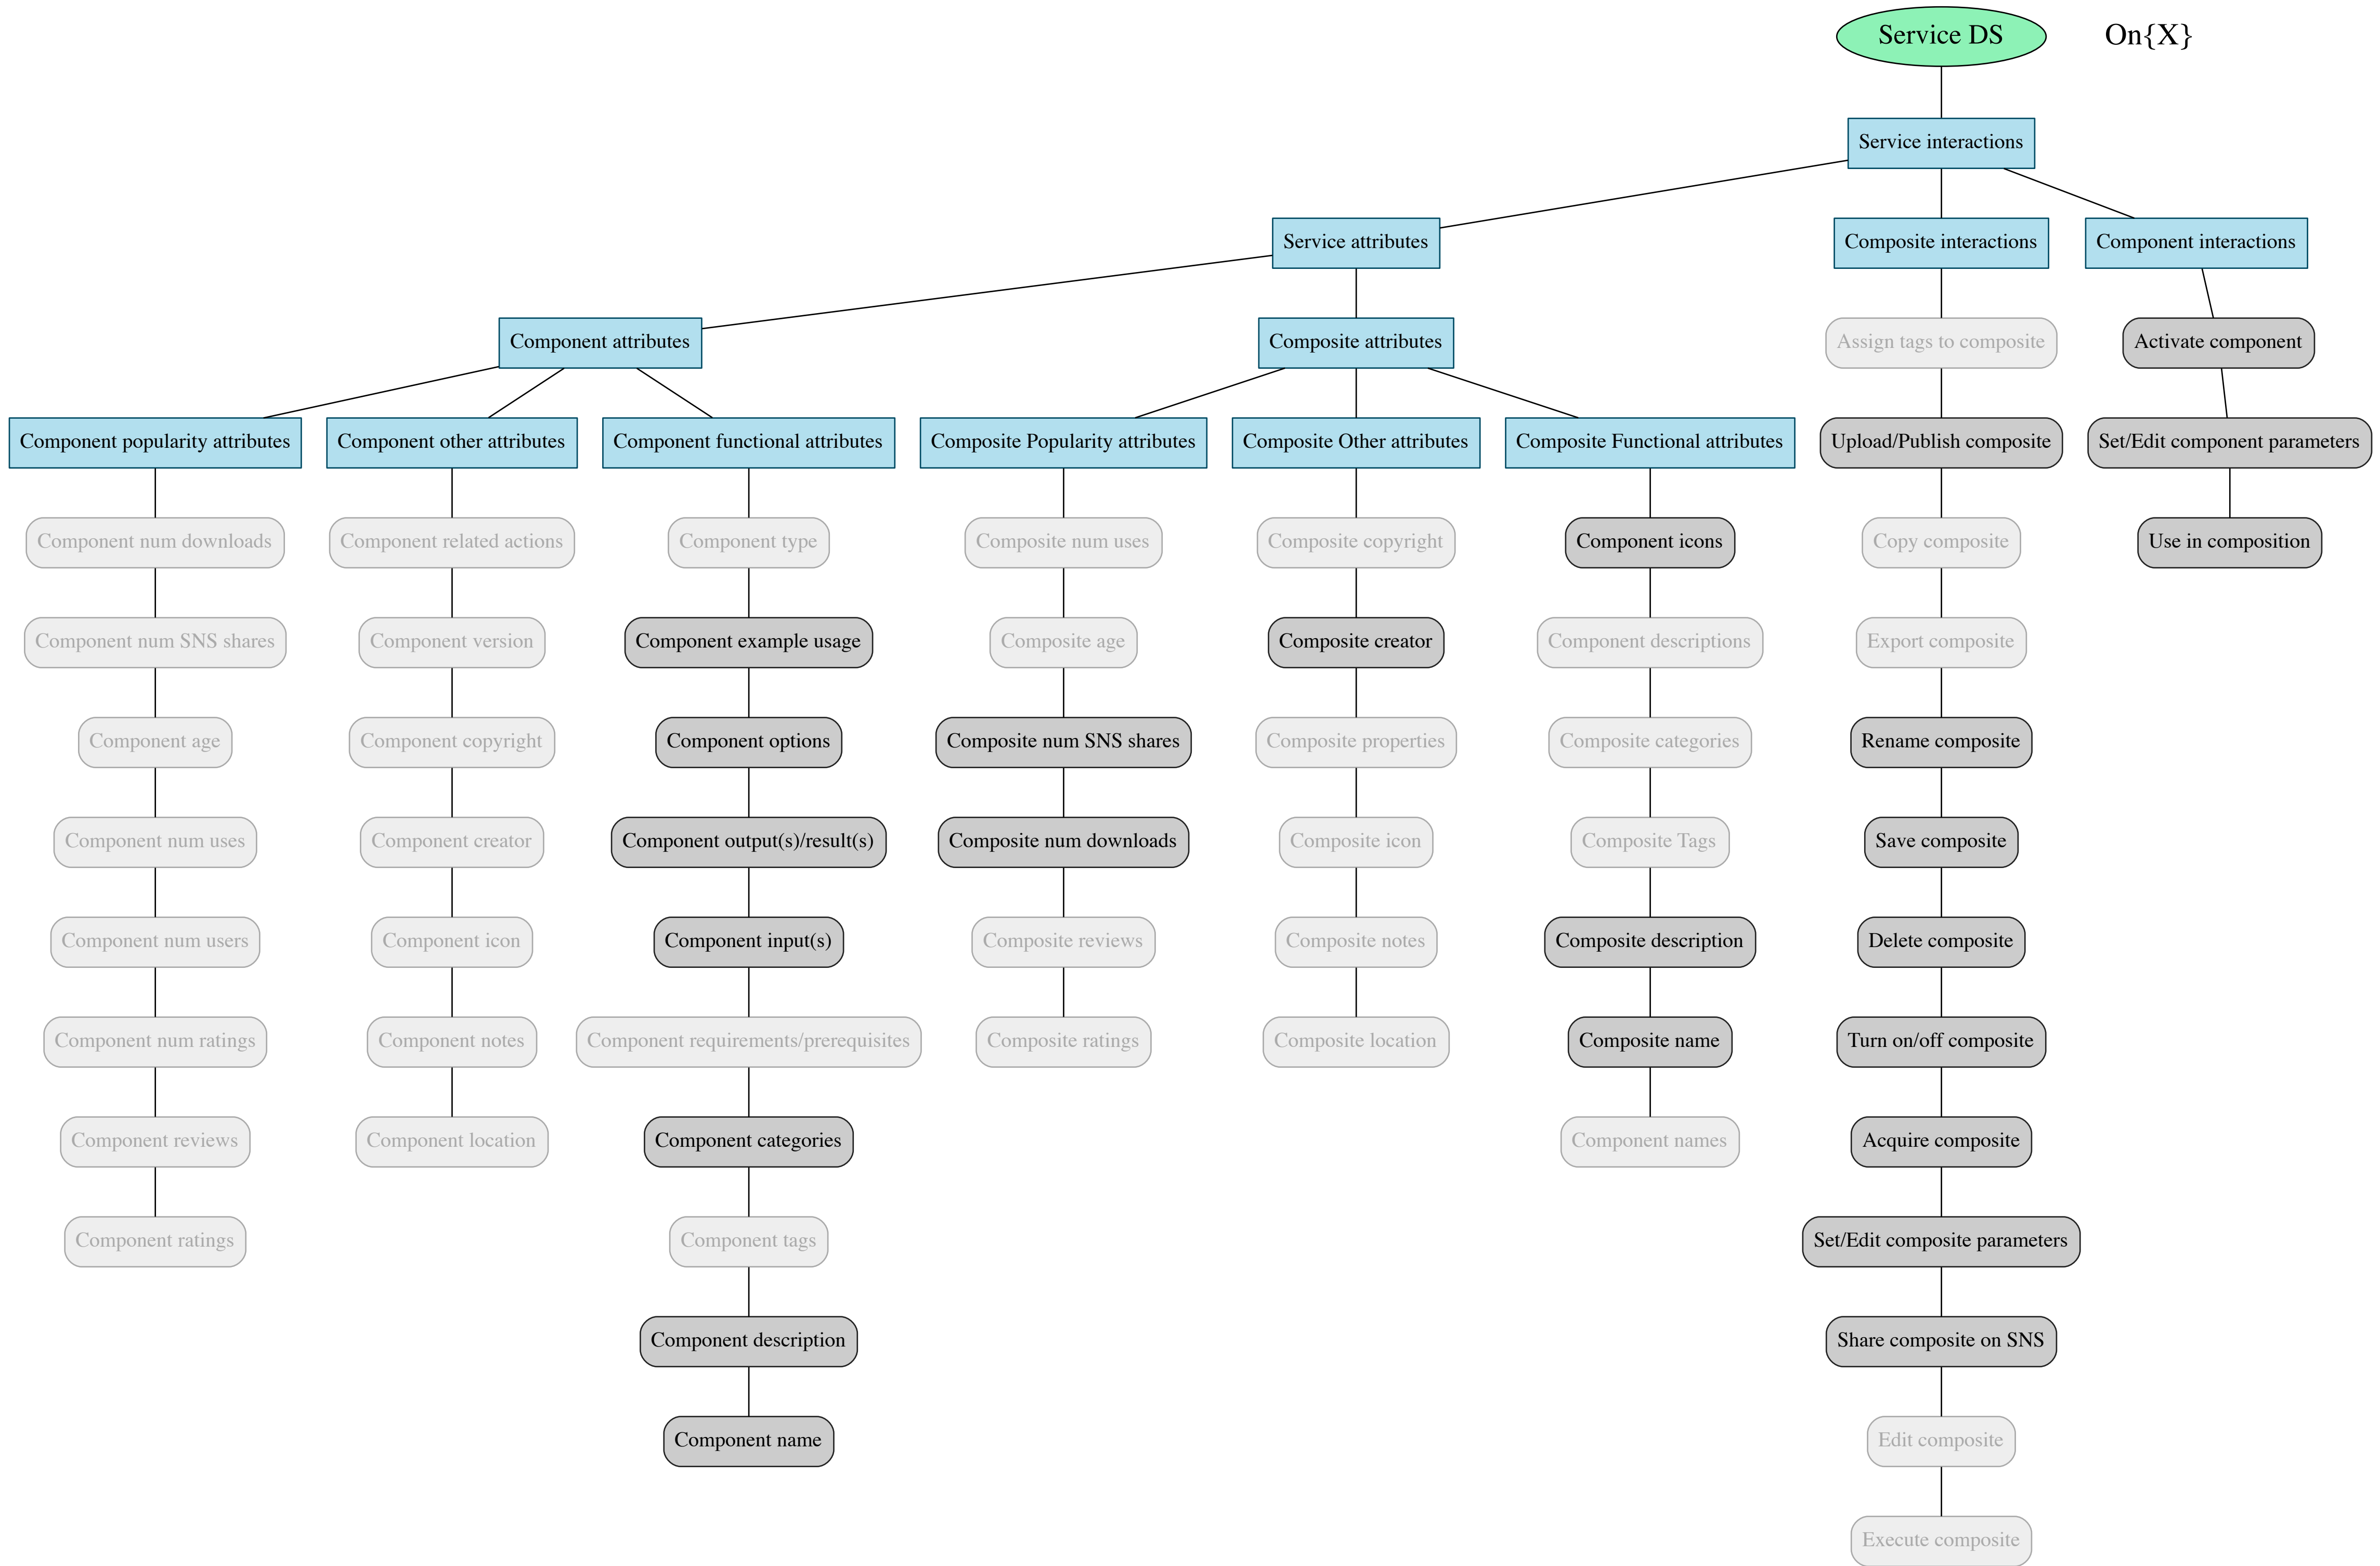 Service DS
On{X}
Service interactions
Service attributes
Composite interactions
Component interactions
Component attributes
Composite attributes
Assign tags to composite
Activate component
Component popularity attributes
Component other attributes
Component functional attributes
Composite Popularity attributes
Composite Other attributes
Composite Functional attributes
Upload/Publish composite
Set/Edit component parameters
Component num downloads
Component related actions
Component type
Composite num uses
Composite copyright
Component icons
Copy composite
Use in composition
Component num SNS shares
Component version
Component example usage
Composite age
Composite creator
Component descriptions
Export composite
Component age
Component copyright
Component options
Composite num SNS shares
Composite properties
Composite categories
Rename composite
Component num uses
Component creator
Component output(s)/result(s)
Composite num downloads
Composite icon
Composite Tags
Save composite
Component num users
Component icon
Component input(s)
Composite reviews
Composite notes
Composite description
Delete composite
Component num ratings
Component notes
Component requirements/prerequisites
Composite ratings
Composite location
Composite name
Turn on/off composite
Component reviews
Component location
Component categories
Component names
Acquire composite
Component ratings
Component tags
Set/Edit composite parameters
Component description
Share composite on SNS
Component name
Edit composite
Execute composite